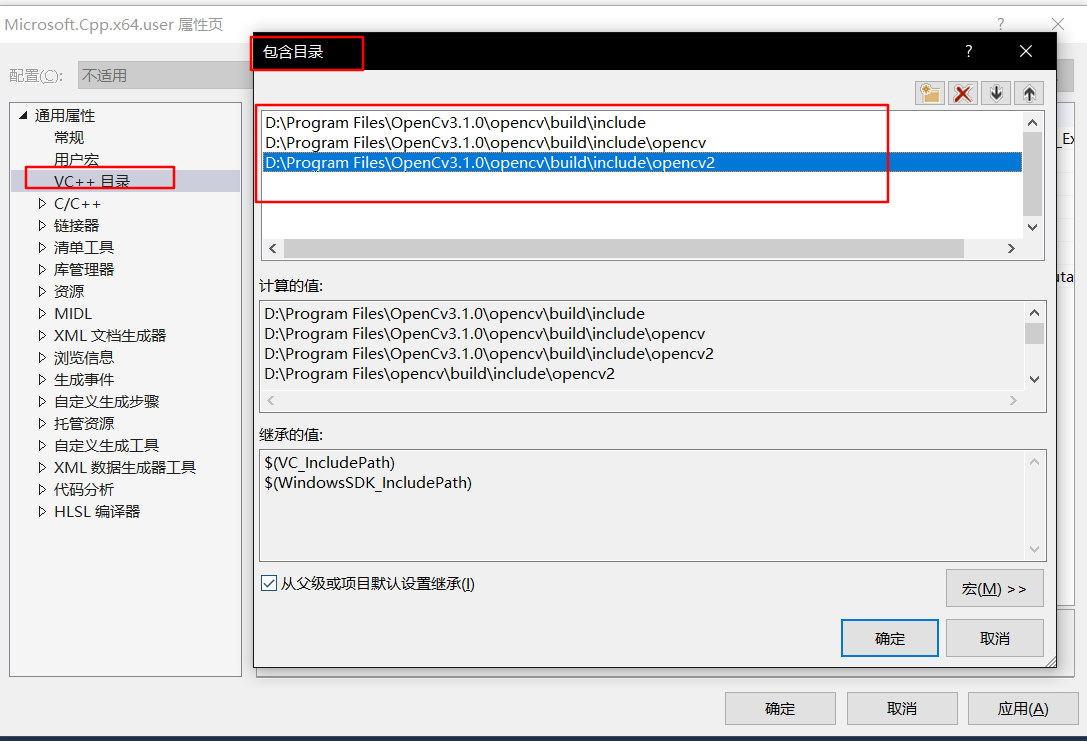 Microsoft.Cpp.x64.user 属性页
?
配置(C):
不适用
通用属性
常规
用户宏
VC++ 目录
C/C++
链接器
清单工具
库管理器
资源
MIDL
XML 文档生成器
浏览信息
生成事件
自定义生成步骤
托管资源
自定义生成工具
XML 数据生成器工具
代码分析
HLSL 编译器
包含目录
?
D:\Program Files\OpenCv3.1.0\opencv\build\include
D:\Program Files\OpenCv3.1.0\opencv\build\include\opencv
D:\Program Files\OpenCv3.1.0\opencv\build\include\opencv2
计算的值:
D:\Program Files\OpenCv3.1.0\opencv\build\include
D:\Program Files\OpenCv3.1.0\opencv\build\include\opencv
D:\Program Files\OpenCv3.1.0\opencv\build\include\opencv2
D:\Program Files\opencv\build\include\opencv2
继承的值:
$(VC_IncludePath)
$(WindowsSDK_IncludePath)
从父级或项目默认设置继承(I)
宏(M) >>
确定
取消
确定
取消
应用(A)